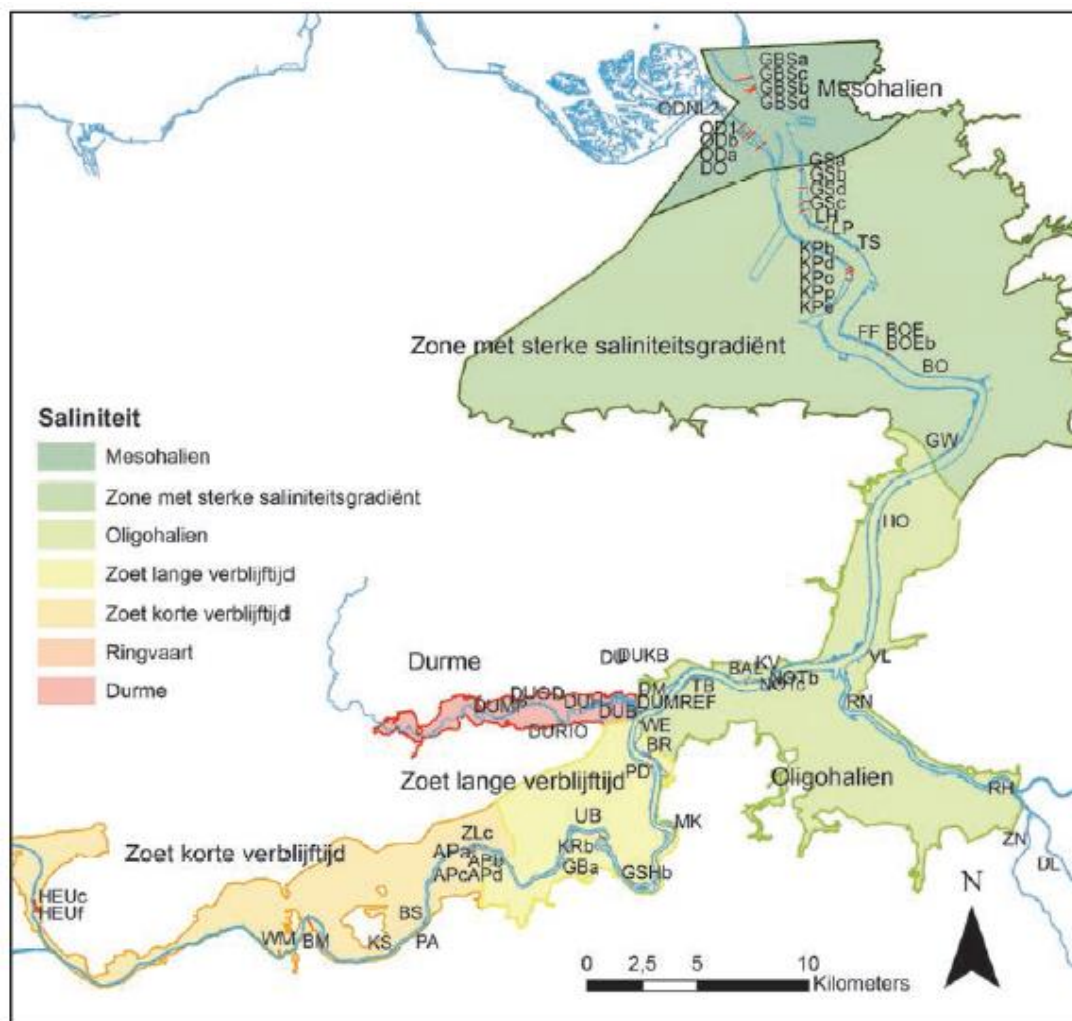 GBSa
GBSc
GBSb
GBSd
Mesohalien
ODNL2
OD1
ODb
ODa
DO
GSa
GSb
GSd
GSc
LH
LP
TS
KPb
KPd
KPc
KPp
KPe
FF
BOE
BOEb
BO
Zone met sterke saliniteitsgradiënt
GW
HO
Saliniteit
Mesohalien
Zone met sterke saliniteitsgradiënt
Oligohalien
Zoet lange verblijftijd
Zoet korte verblijftijd
Ringvaart
Durme
Durme
DUKB
KV
BAL
NOTb
VL
DM
TB
DUMP
DUB
DUMREF
DURIO
WE
RN
BR
PD
Oligohalien
Zoet lange verblijftijd
RH
UB
MK
ZN
DL
Zoet korte verblijftijd
ZLc
APa
APb
APc
APd
KRb
GBa
GSHb
HEUc
HEUf
BS
WM
BM
KS
PA
N
0 2,5 5 10
Kilometers